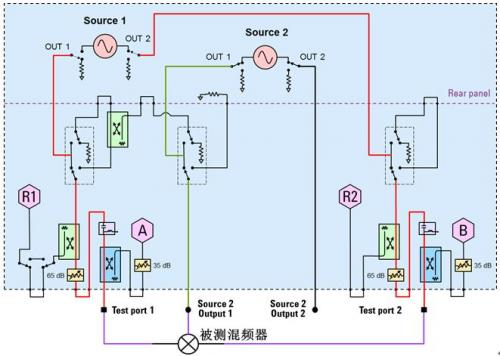 Source 1
OUT 1
OUT 2
Source 2
OUT 1
OUT 2
Rear panel
R1
A
R2
B
65 dB
35 dB
65 dB
35 dB
Test port 1
Source 2
Output 1
Source 2
Output 2
Test port 2
被测混频器